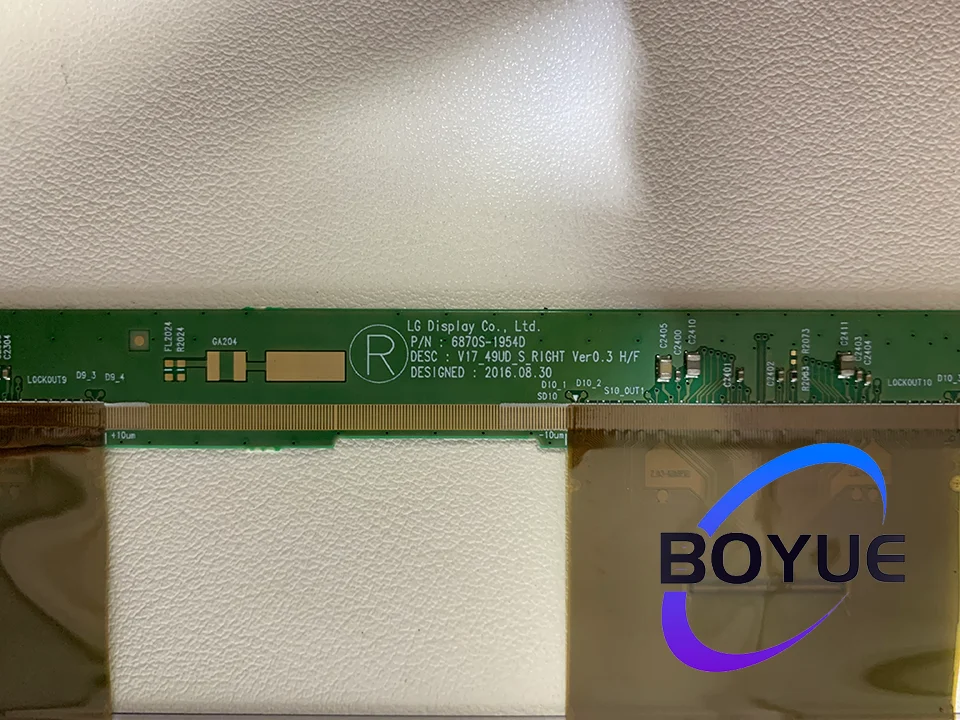 LG Display Co., Ltd.
P/N : 6870S-1954D
DESC : V17_49UD_S_RIGHT Ver0.3 H/F
DESIGNED : 2016.08.30
R
C2304
LOCKOUT9
D9_3
D9_4
FL2024
R2024
GA204
D10_1
D10_2
SD10
S10_OUT1
C2405
C2400
C2410
C2401
C2402
R2063
R2073
C2411
C2403
C2404
LOCKOUT10
D10_3
+10um
-10um
BOYUE